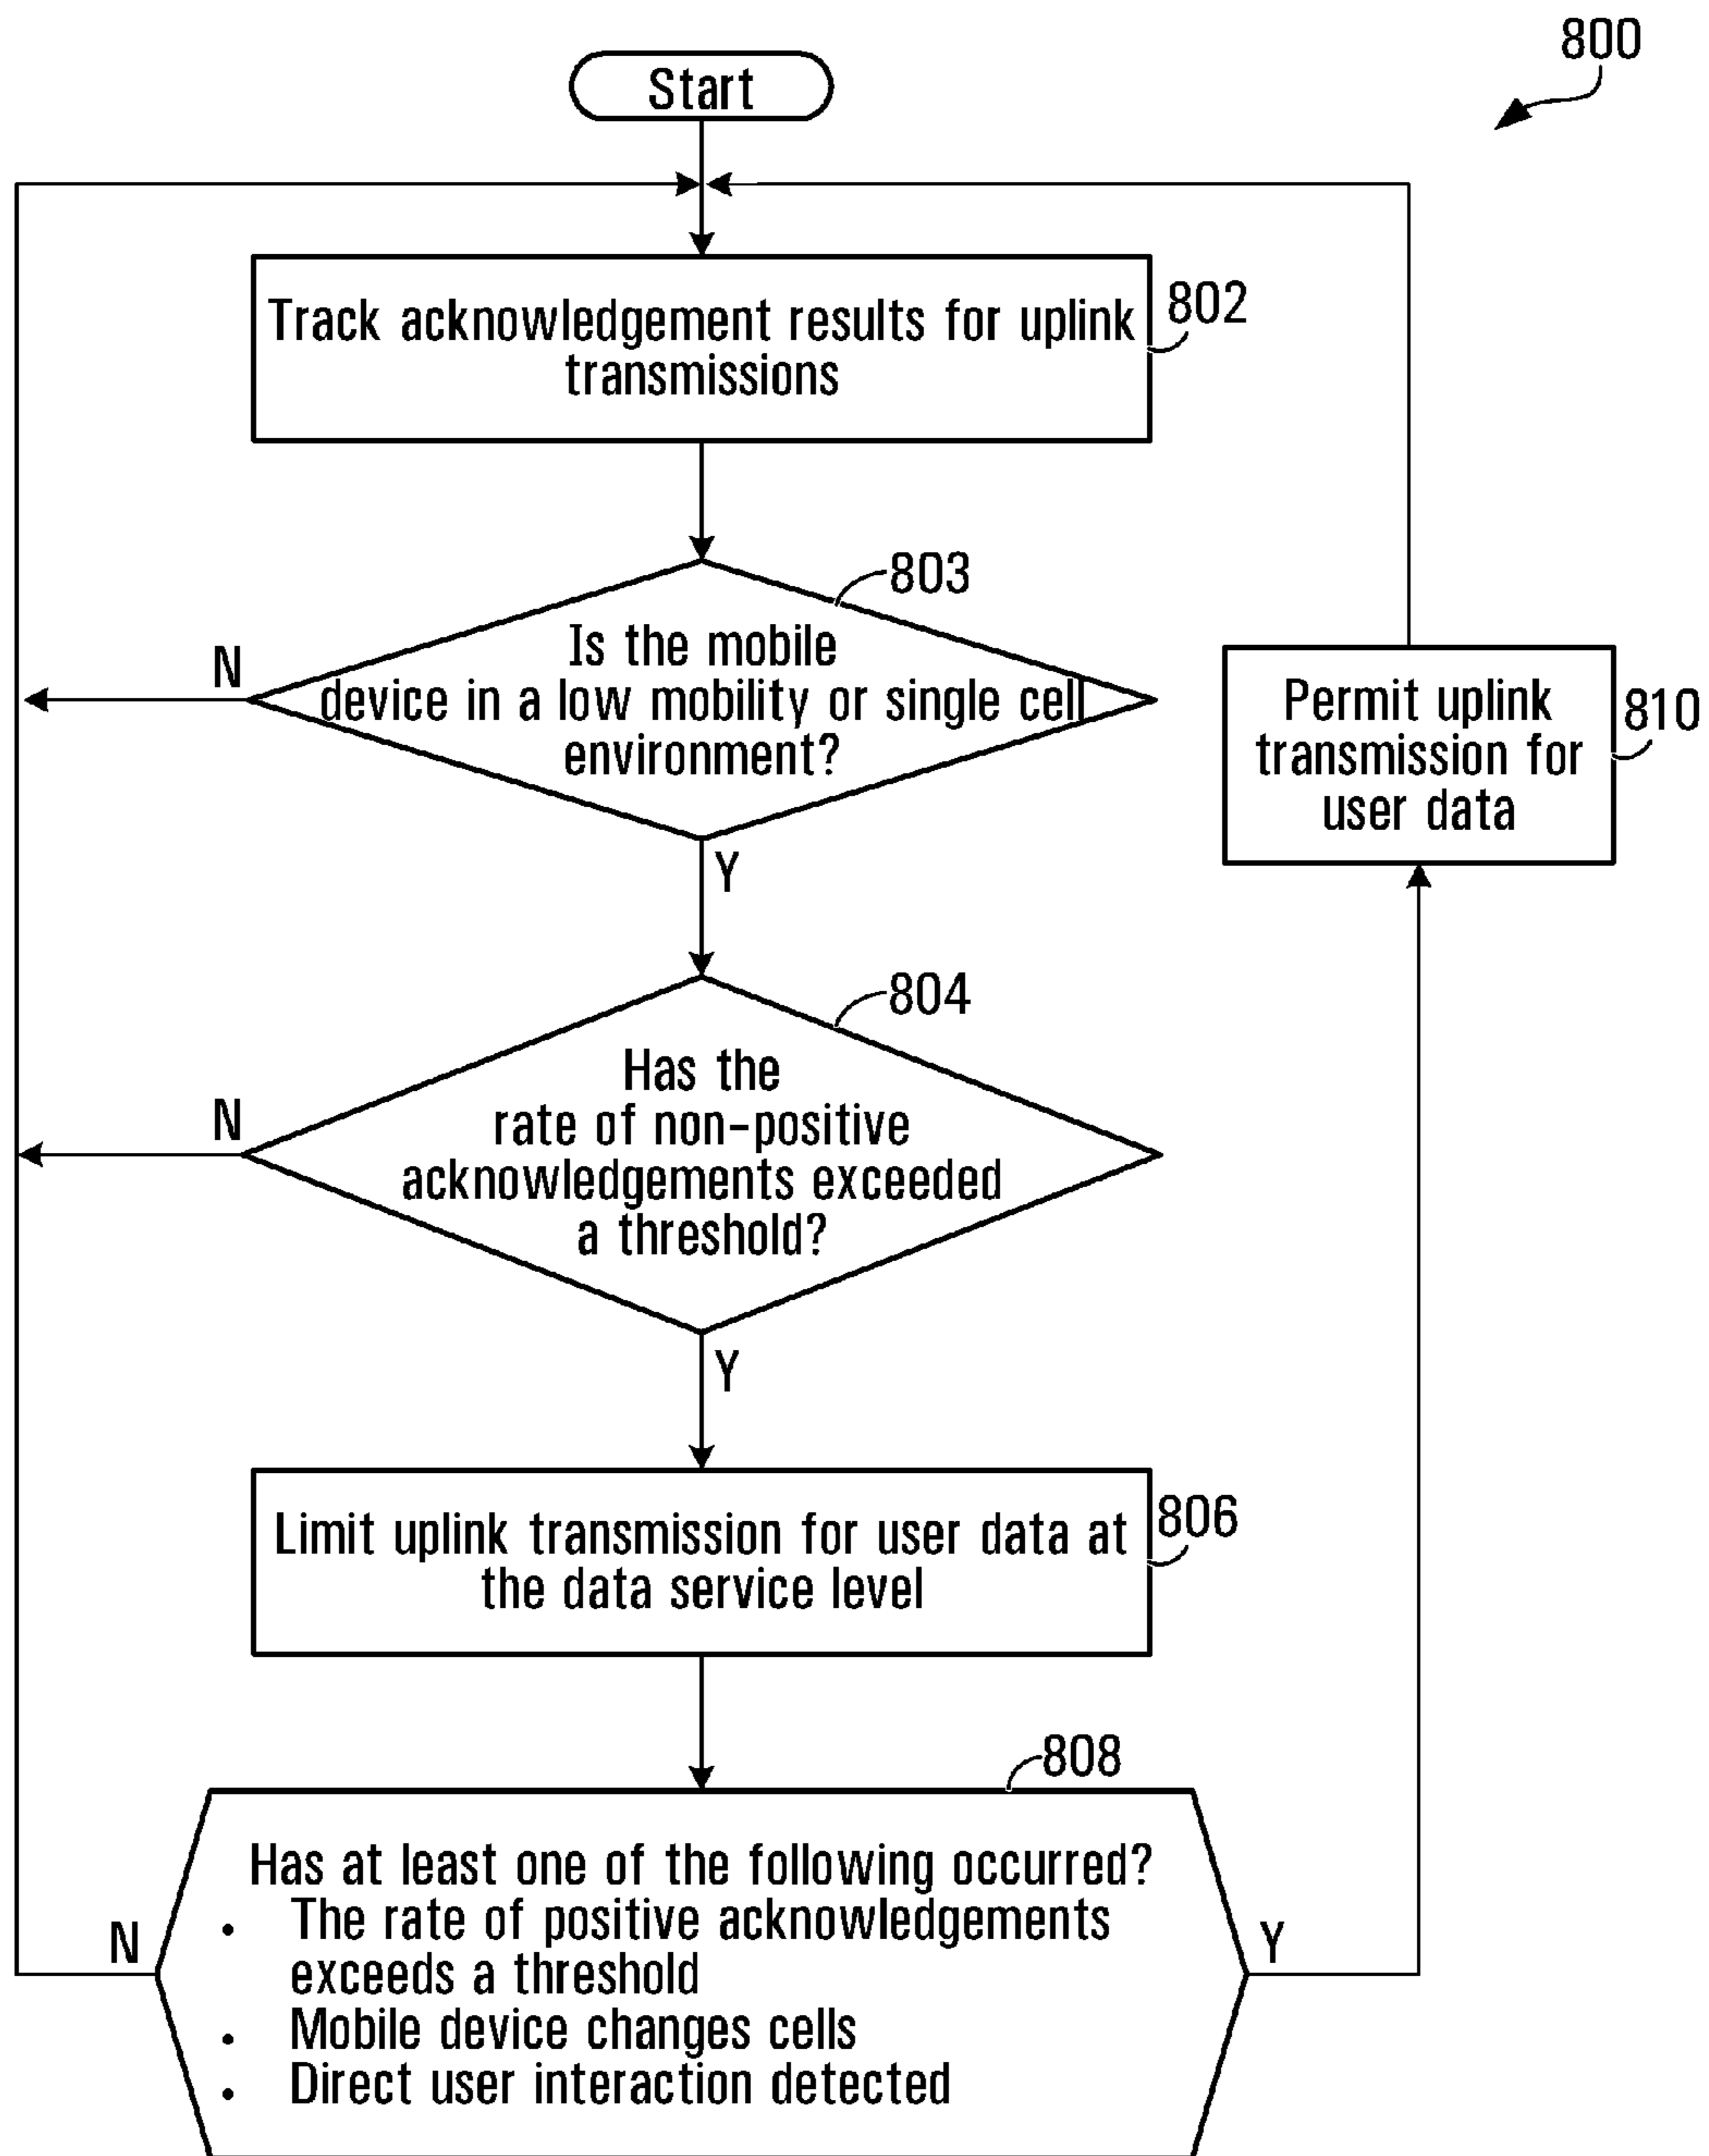 800
Start
Track acknowledgement results for uplink
transmissions
802
803
Is the mobile
device in a low mobility or single cell
environment?
N
Y
Permit uplink
transmission for
user data
810
804
Has the
rate of non-positive
acknowledgements exceeded
a threshold?
N
Y
Limit uplink transmission for user data at
the data service level
806
808
Has at least one of the following occurred?
• The rate of positive acknowledgements
exceeds a threshold
• Mobile device changes cells
• Direct user interaction detected
N
Y